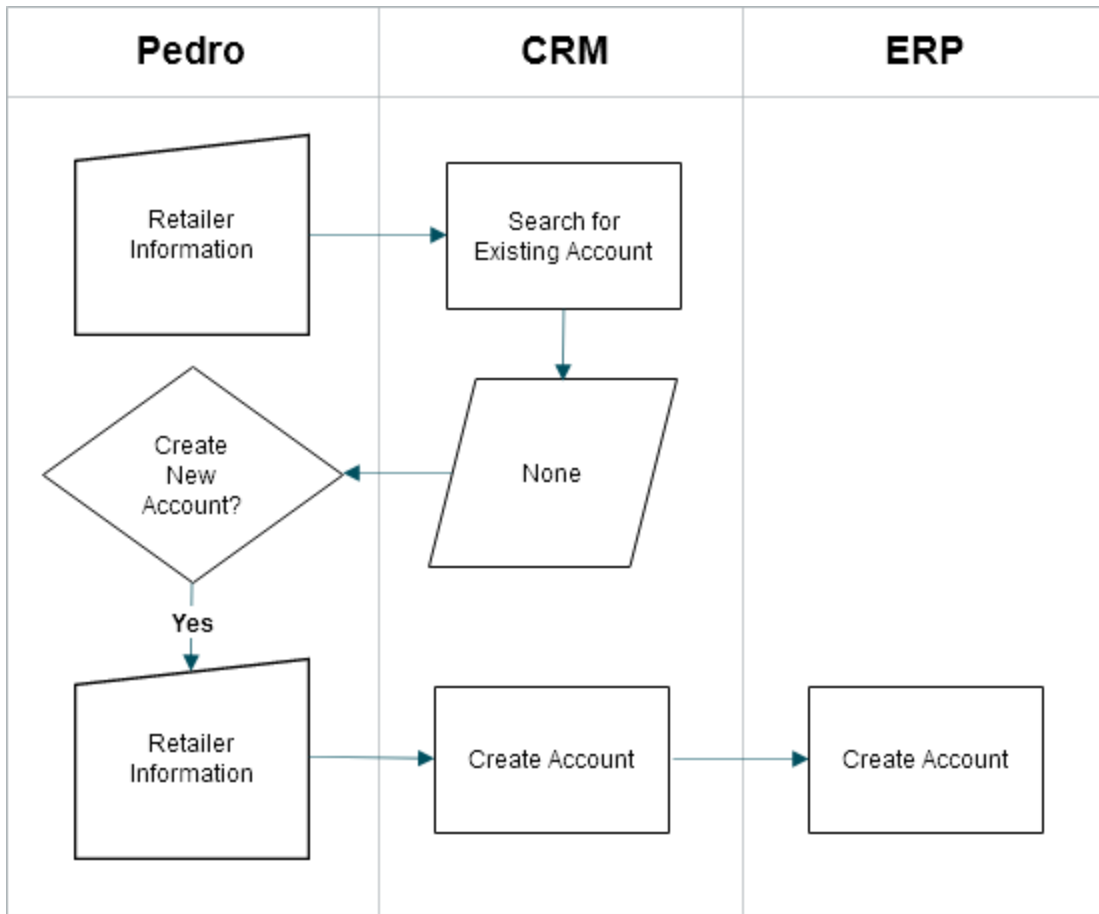 Pedro
CRM
ERP
Retailer
Information
Search for
Existing Account
Create
New
Account?
None
Yes
Retailer
Information
Create Account
Create Account